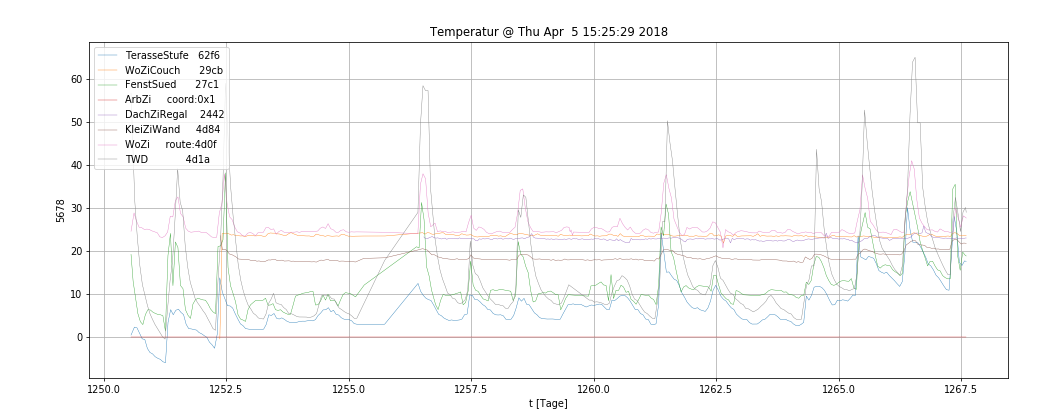 Temperatur @ Thu Apr  5 15:25:29 2018
TerasseStufe 62f6
WoZiCouch 29cb
FenstSued 27c1
ArbZi coord:0x1
DachZiRegal 2442
KleiZiWand 4d84
WoZi route:4d0f
TWD 4d1a
60
50
40
30
20
10
0
5678
1250.0 1252.5 1255.0 1257.5 1260.0 1262.5 1265.0 1267.5
t [Tage]